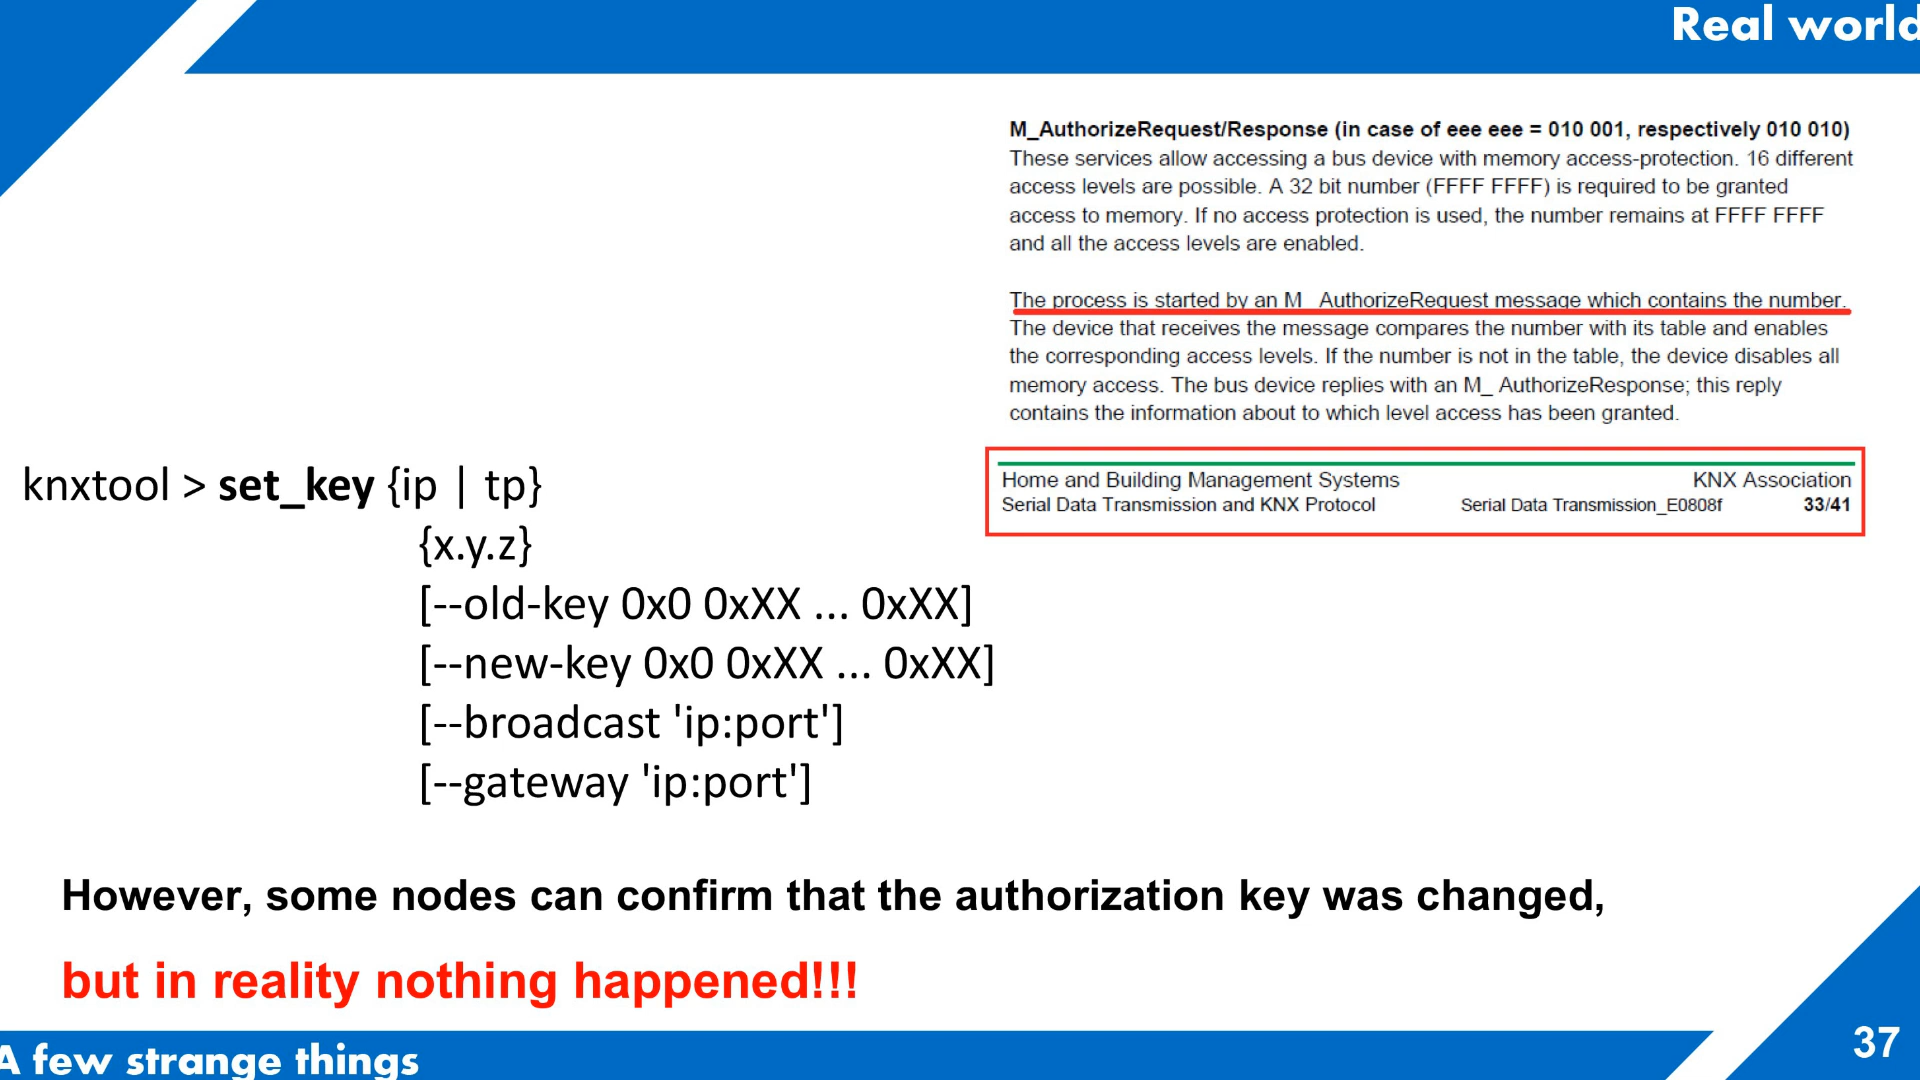 Real world
M_AuthorizeRequest/Response (in case of eee eee = 010 001, respectively 010 010)
These services allow accessing a bus device with memory access-protection. 16 different
access levels are possible. A 32 bit number (FFFF FFFF) is required to be granted
access to memory. If no access protection is used, the number remains at FFFF FFFF
and all the access levels are enabled.
The process is started by an M_ AuthorizeRequest message which contains the number.
The device that receives the message compares the number with its table and enables
the corresponding access levels. If the number is not in the table, the device disables all
memory access. The bus device replies with an M_ AuthorizeResponse; this reply
contains the information about to which level access has been granted.
Home and Building Management Systems KNX Association
Serial Data Transmission and KNX Protocol Serial Data Transmission_E0808f 33/41
knxtool > set_key {ip | tp}
{x.y.z}
[--old-key 0x0 0xXX ... 0xXX]
[--new-key 0x0 0xXX ... 0xXX]
[--broadcast 'ip:port']
[--gateway 'ip:port']
However, some nodes can confirm that the authorization key was changed,
but in reality nothing happened!!!
A few strange things
37